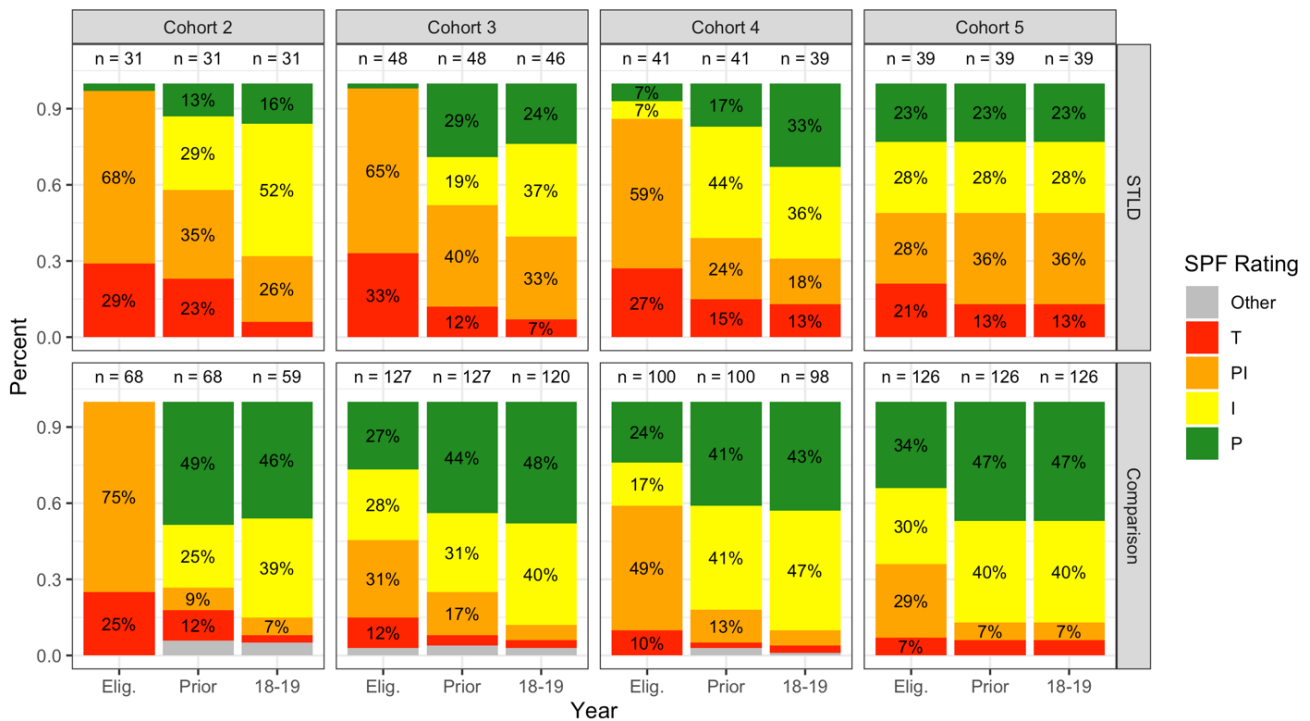 Cohort 2 Cohort 3 Cohort 4 Cohort 5
n = 31 n = 31 n = 31 n = 48 n = 48 n = 46 n = 41 n = 41 n = 39 n = 39 n = 39 n = 39
0.9 0.6 0.3 0.0
68% 29%
13% 29% 35% 23%
16% 52% 26%
65% 33%
29% 19% 40% 12%
24% 37% 33% 7%
7% 7% 59% 27%
17% 44% 24% 15%
33% 36% 18% 13%
23% 28% 28% 21%
23% 28% 36% 13%
23% 28% 36% 13%
STLD
n = 68 n = 68 n = 59 n = 127 n = 127 n = 120 n = 100 n = 100 n = 98 n = 126 n = 126 n = 126
0.9 0.6 0.3 0.0
75% 25%
49% 25% 9% 12%
46% 39% 7%
27% 28% 31% 12%
44% 31% 17%
48% 40%
24% 17% 49% 10%
41% 41% 13%
43% 47%
34% 30% 29% 7%
47% 40% 7%
47% 40% 7%
Comparison
Elig. Prior 18-19 Elig. Prior 18-19 Elig. Prior 18-19 Elig. Prior 18-19
Year
Percent
SPF Rating
Other
T
PI
I
P